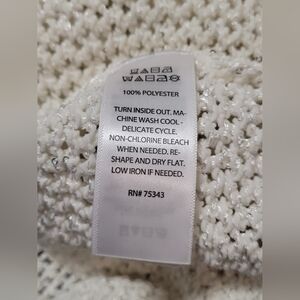 100% POLYESTER
TURN INSIDE OUT. MA-
CHINE WASH COOL -
DELICATE CYCLE.
NON-CHLORINE BLEACH
WHEN NEEDED. RE-
SHAPE AND DRY FLAT.
LOW IRON IF NEEDED.
RN# 75343